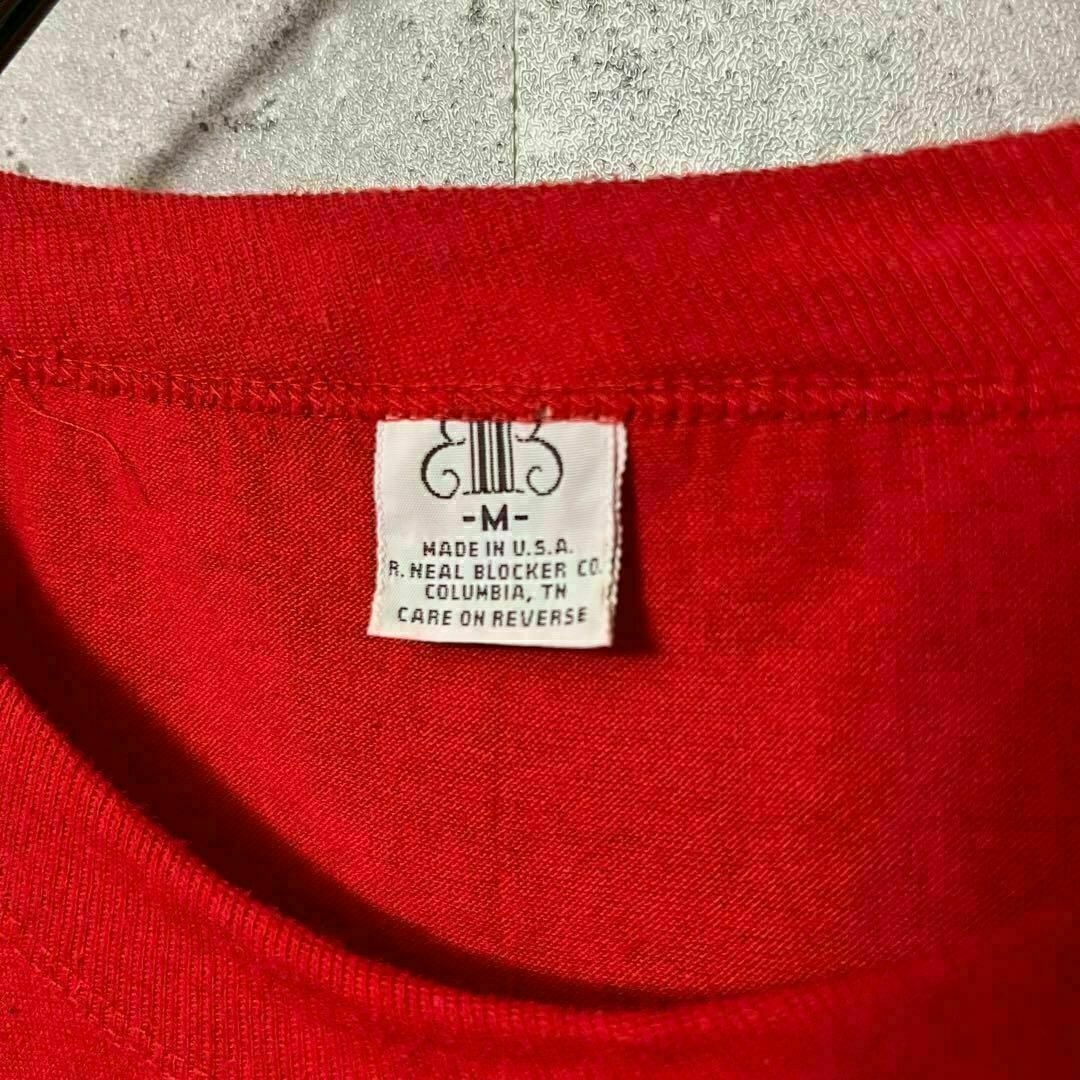 -M-
MADE IN U.S.A.
R. NEAL BLOCKER CO.
COLUMBIA, TN
CARE ON REVERSE